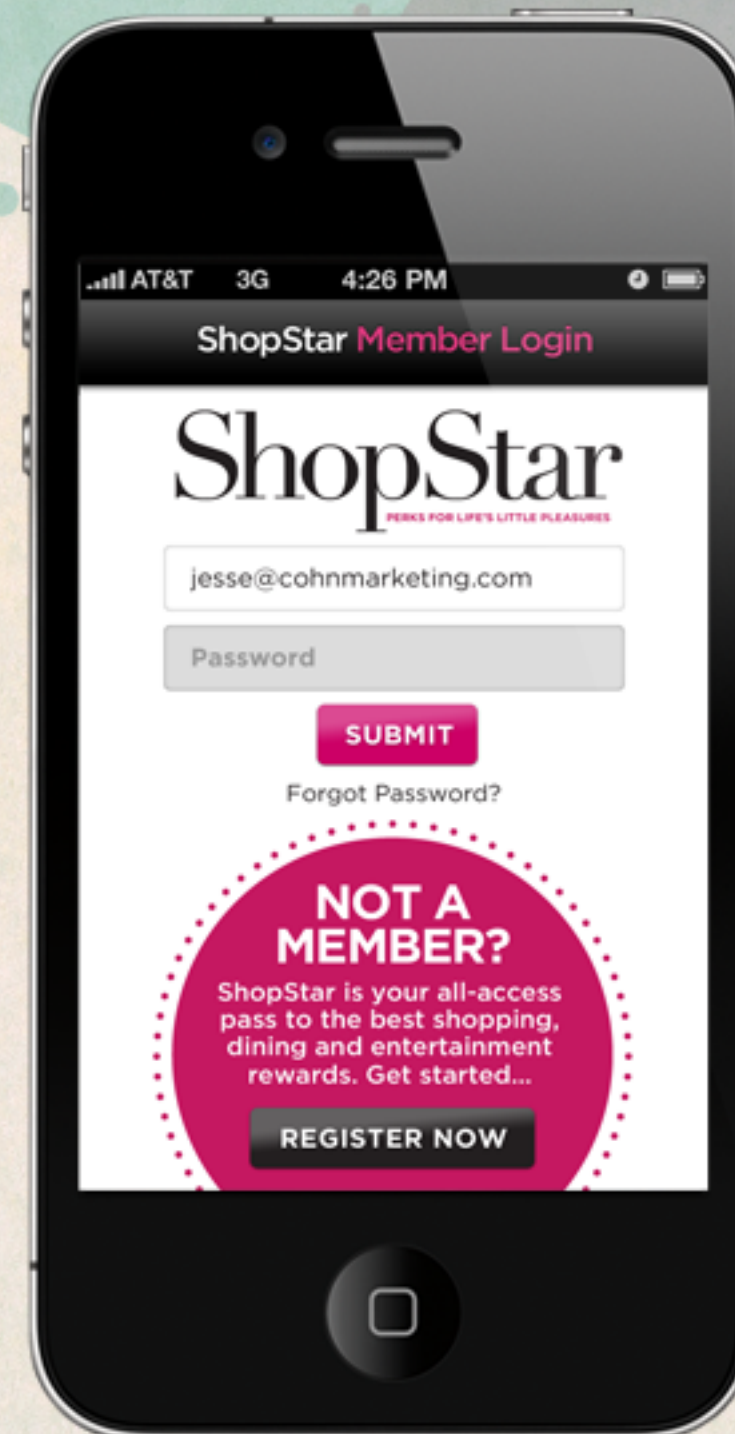 AT&T 3G 4:26 PM
ShopStar Member Login
ShopStar
PERKS FOR LIFE'S LITTLE PLEASURES
jesse@cohnmarketing.com
Password
SUBMIT
Forgot Password?
NOT A
MEMBER?
ShopStar is your all-access
pass to the best shopping,
dining and entertainment
rewards. Get started...
REGISTER NOW